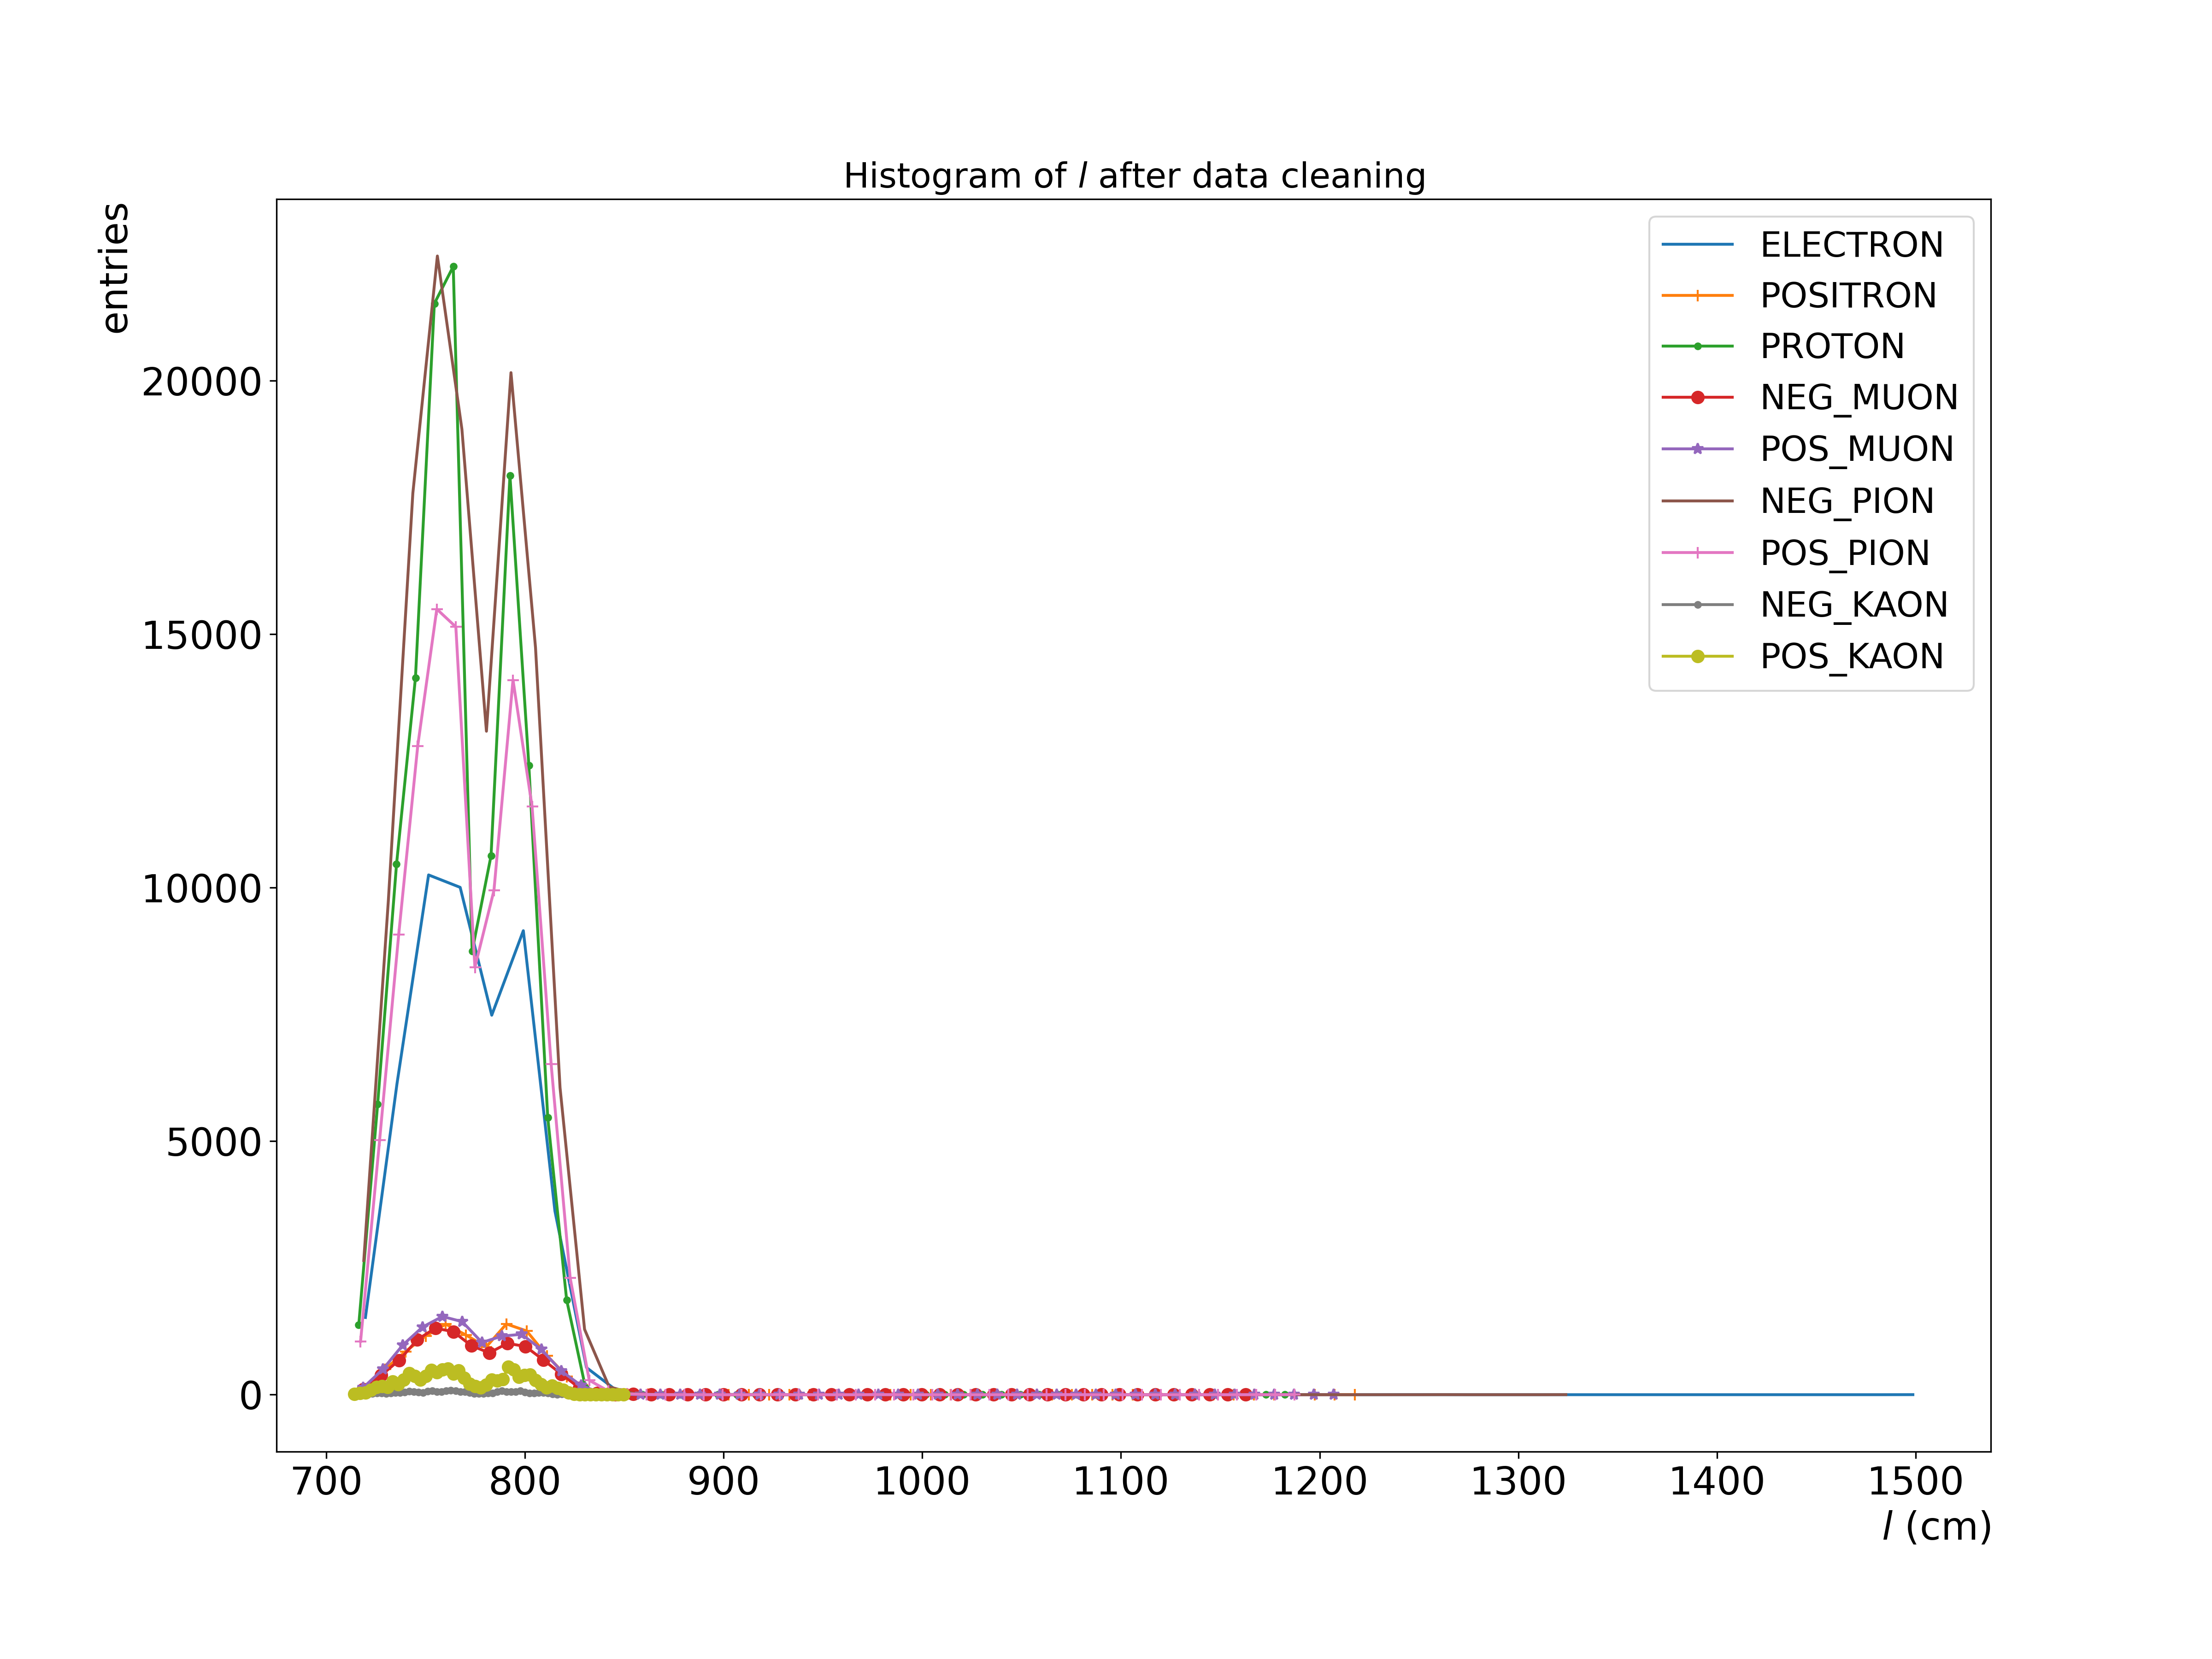 Histogram of l after data cleaning
entries
20000
15000
10000
5000
0
700 800 900 1000 1100 1200 1300 1400 1500
l (cm)
ELECTRON
POSITRON
PROTON
NEG_MUON
POS_MUON
NEG_PION
POS_PION
NEG_KAON
POS_KAON